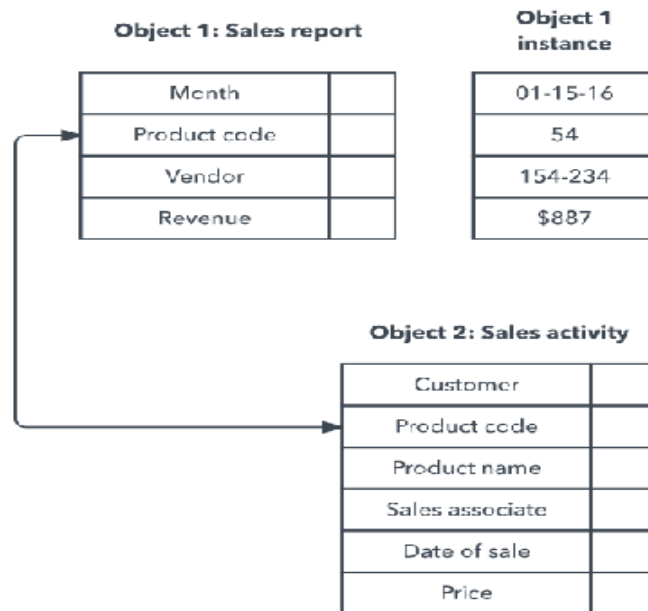 Object 1: Sales report
Month
Product code
Vendor
Revenue
Object 1
instance
01-15-16
54
154-234
$887
Object 2: Sales activity
Customer
Product code
Product name
Sales associate
Date of sale
Price